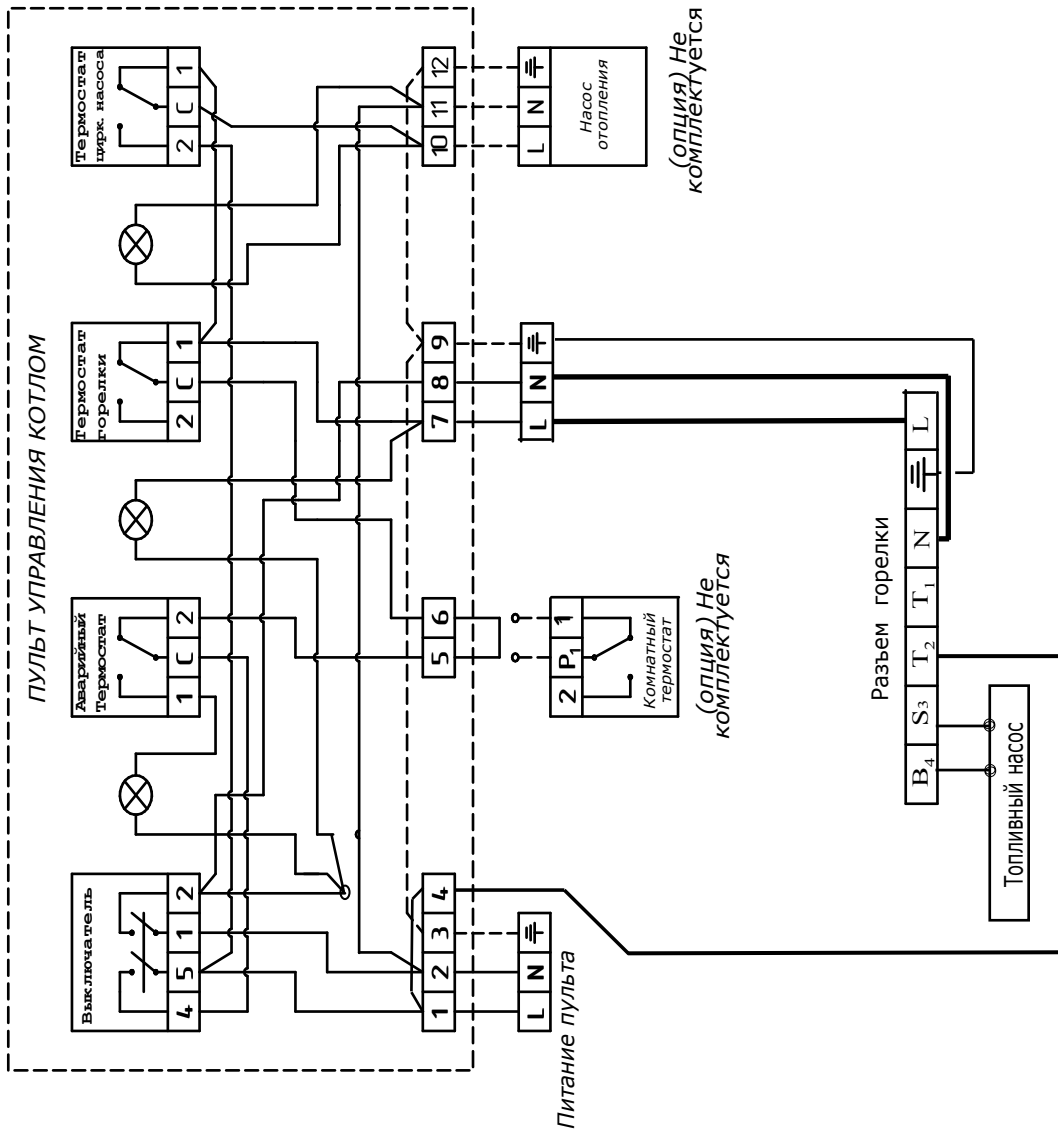 ПУЛЬТ УПРАВЛЕНИЯ КОТЛОМ
Выключатель
4 5 1 2
Аварийный
Термостат
1 C 2
Термостат
горелки
2 C 1
Термостат
цирк. насоса
2 C 1
1 2 3 4
5 6
7 8 9
10 11 12
L N
Питание пульта
2 P1 1
Комнатный
термостат
(опция) Не
комплектуется
L N
L N
Насос
отопления
(опция) Не
комплектуется
Разъем горелки
B4 S3 T2 T1 N L
Топливный насос